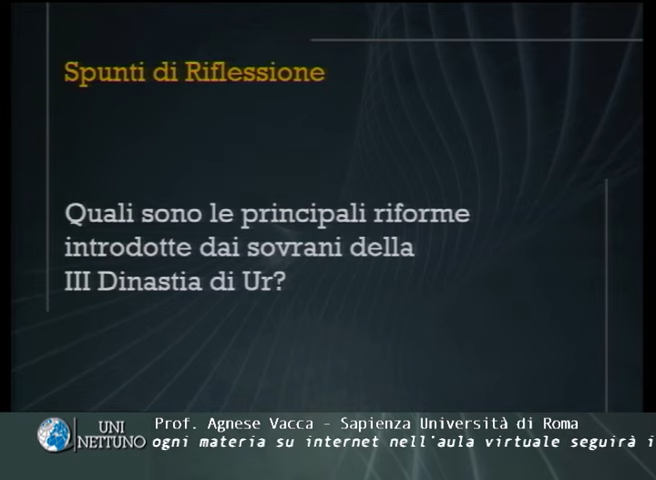 Spunti di Riflessione
Quali sono le principali riforme
introdotte dai sovrani della
III Dinastia di Ur?
UNI
NETTUNO
Prof. Agnese Vacca - Sapienza Università di Roma
ogni materia su internet nell'aula virtuale seguirà i